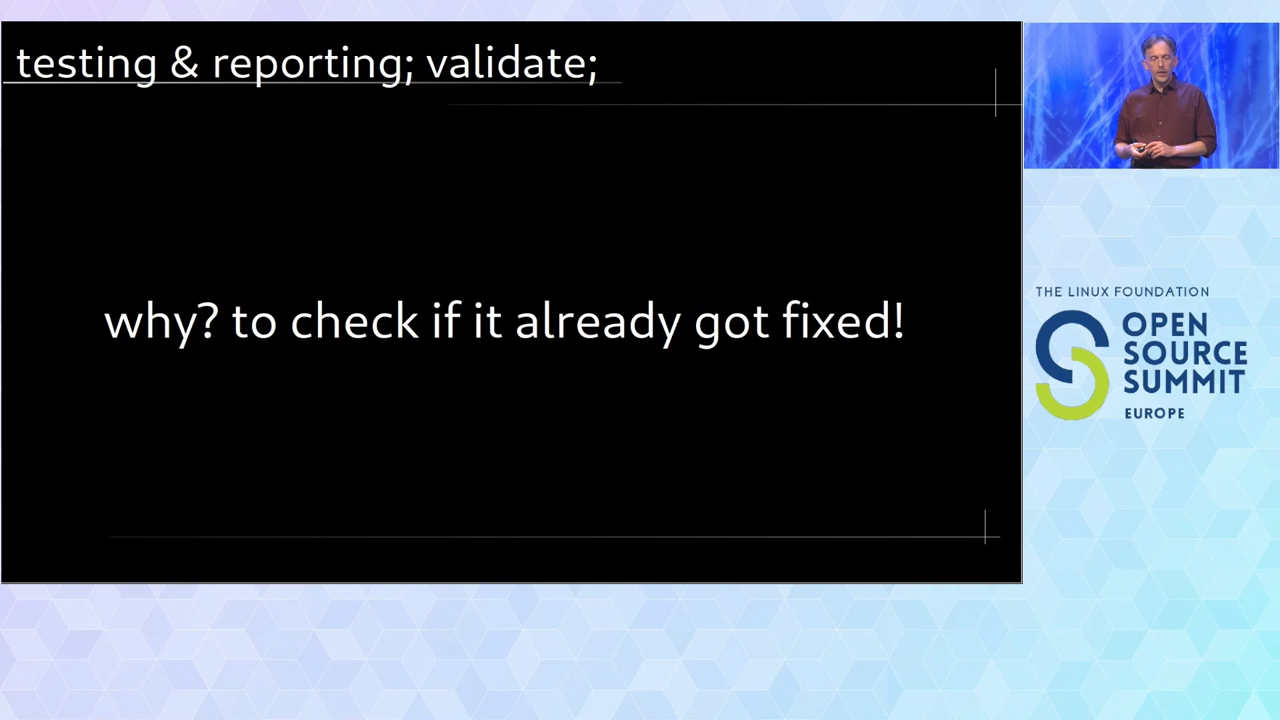 testing & reporting; validate;
why? to check if it already got fixed!
THE LINUX FOUNDATION
OPEN
SOURCE
SUMMIT
EUROPE